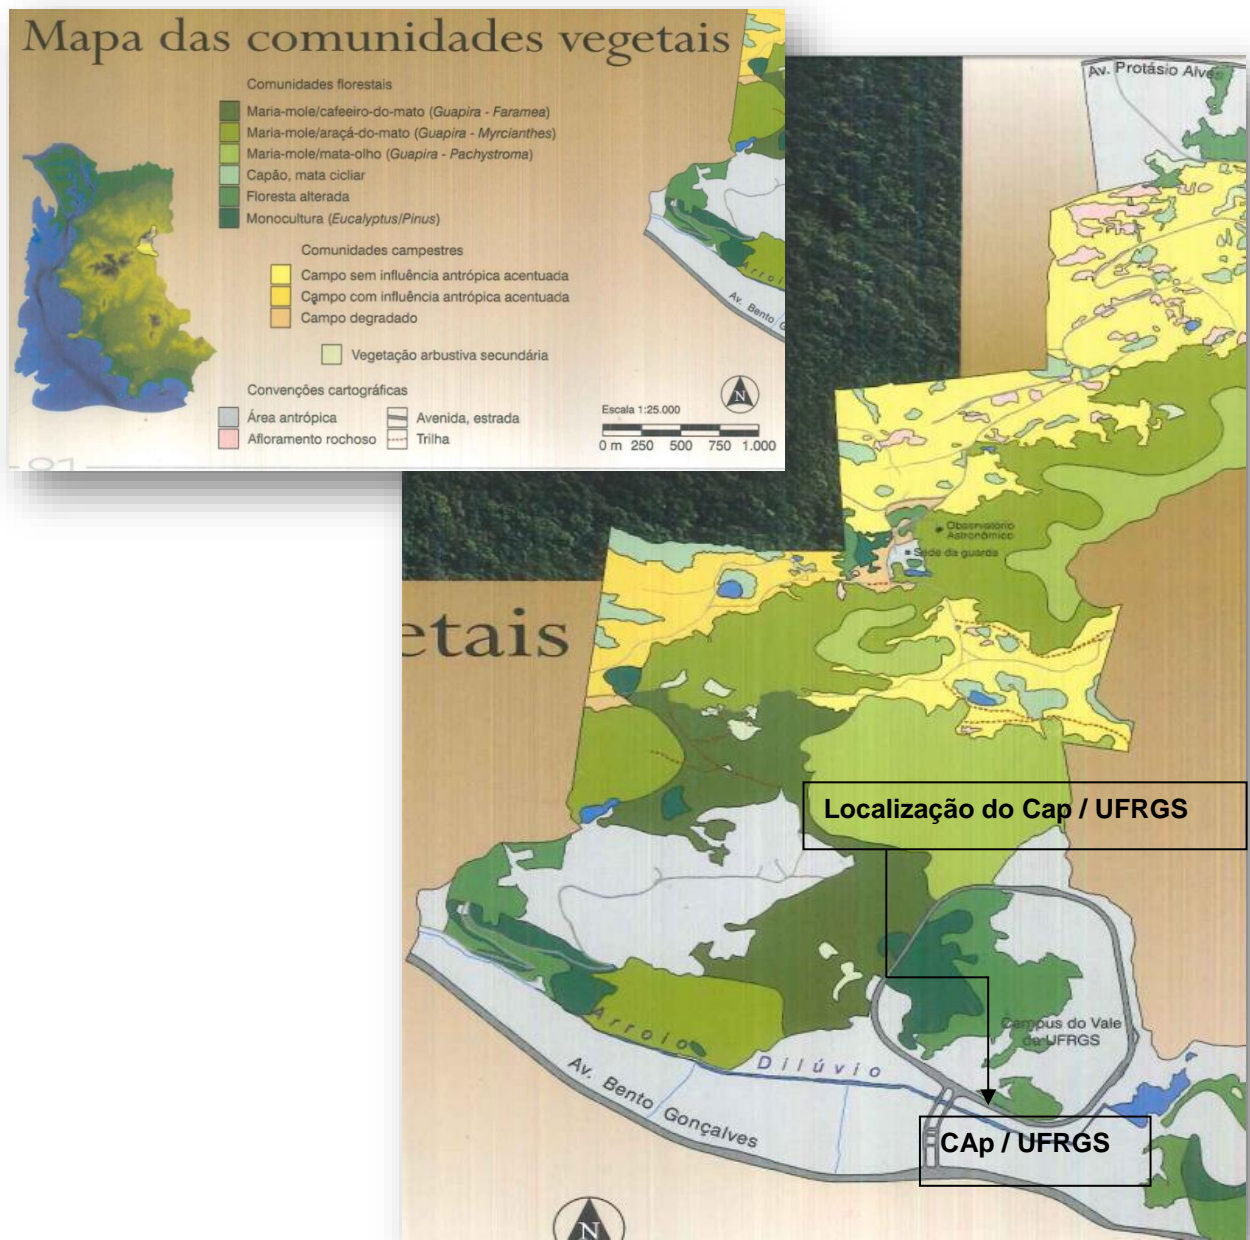 Mapa das comunidades vegetais
Comunidades florestais
Maria-mole/cafeeiro-do-mato (Guapira - Faramea)
Maria-mole/araçá-do-mato (Guapira - Myrcianthes)
Maria-mole/mata-olho (Guapira - Pachystroma)
Capão, mata cicliar
Floresta alterada
Monocultura (Eucalyptus/Pinus)
Comunidades campestres
Campo sem influência antrópica acentuada
Campo com influência antrópica acentuada
Campo degradado
Vegetação arbustiva secundária
Convenções cartográficas
Área antrópica
Avenida, estrada
Afloramento rochoso
Trilha
Escala 1:25.000
N
0 m 250 500 750 1.000
81
Arroio
Av. Bento G
Av. Protásio Alves
Observatório
Astronômico
Sede da guarda
etais
Localização do Cap / UFRGS
Campus do Vale
da UFRGS
Arroio Dilúvio
Av. Bento Gonçalves
CAp / UFRGS
N